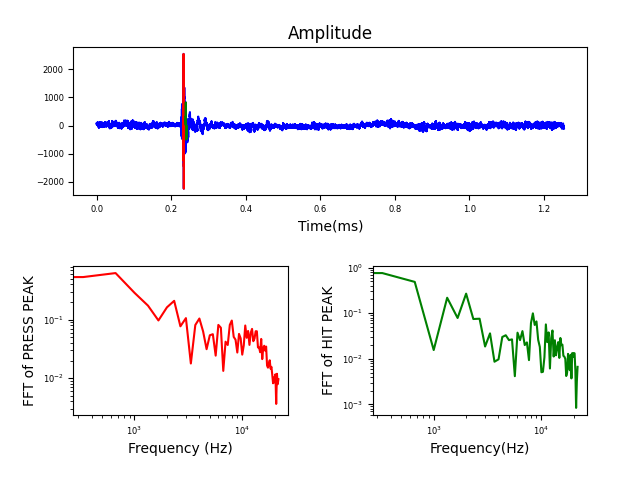 Amplitude
2000
1000
0
−1000
−2000
0.0 0.2 0.4 0.6 0.8 1.0 1.2
Time(ms)
FFT of PRESS PEAK
10⁻¹
10⁻²
10³ 10⁴
Frequency (Hz)
FFT of HIT PEAK
10⁰
10⁻¹
10⁻²
10⁻³
10³ 10⁴
Frequency(Hz)